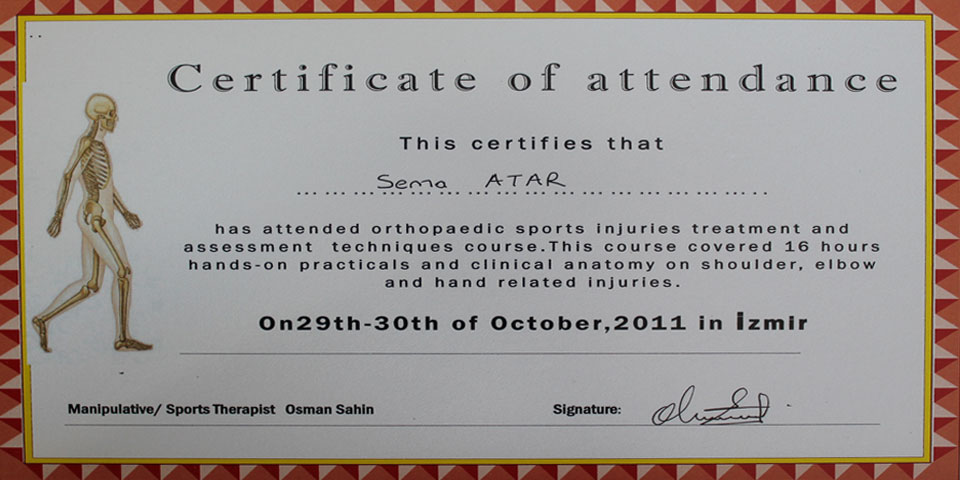 Certificate of attendance
This certifies that
Sema ATAR
has attended orthopaedic sports injuries treatment and
assessment techniques course.This course covered 16 hours
hands-on practicals and clinical anatomy on shoulder, elbow
and hand related injuries.
On29th-30th of October,2011 in İzmir
Manipulative/ Sports Therapist Osman Sahin Signature: